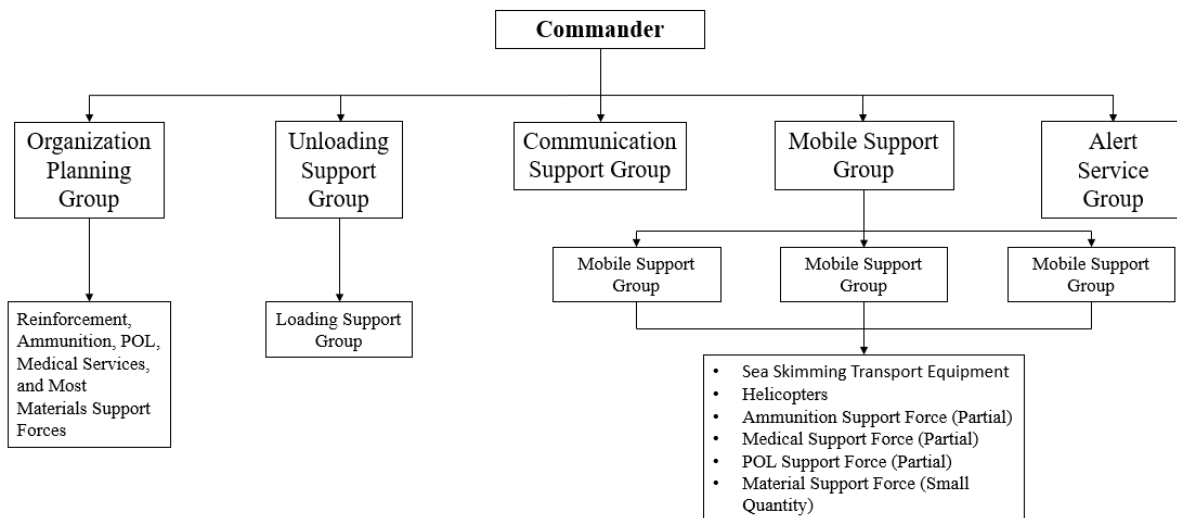 Commander
Organization
Planning
Group
Unloading
Support
Group
Communication
Support Group
Mobile Support
Group
Alert
Service
Group
Mobile Support
Group
Mobile Support
Group
Mobile Support
Group
Reinforcement,
Ammunition, POL,
Medical Services,
and Most
Materials Support
Forces
Loading Support
Group
• Sea Skimming Transport Equipment
• Helicopters
• Ammunition Support Force (Partial)
• Medical Support Force (Partial)
• POL Support Force (Partial)
• Material Support Force (Small
Quantity)